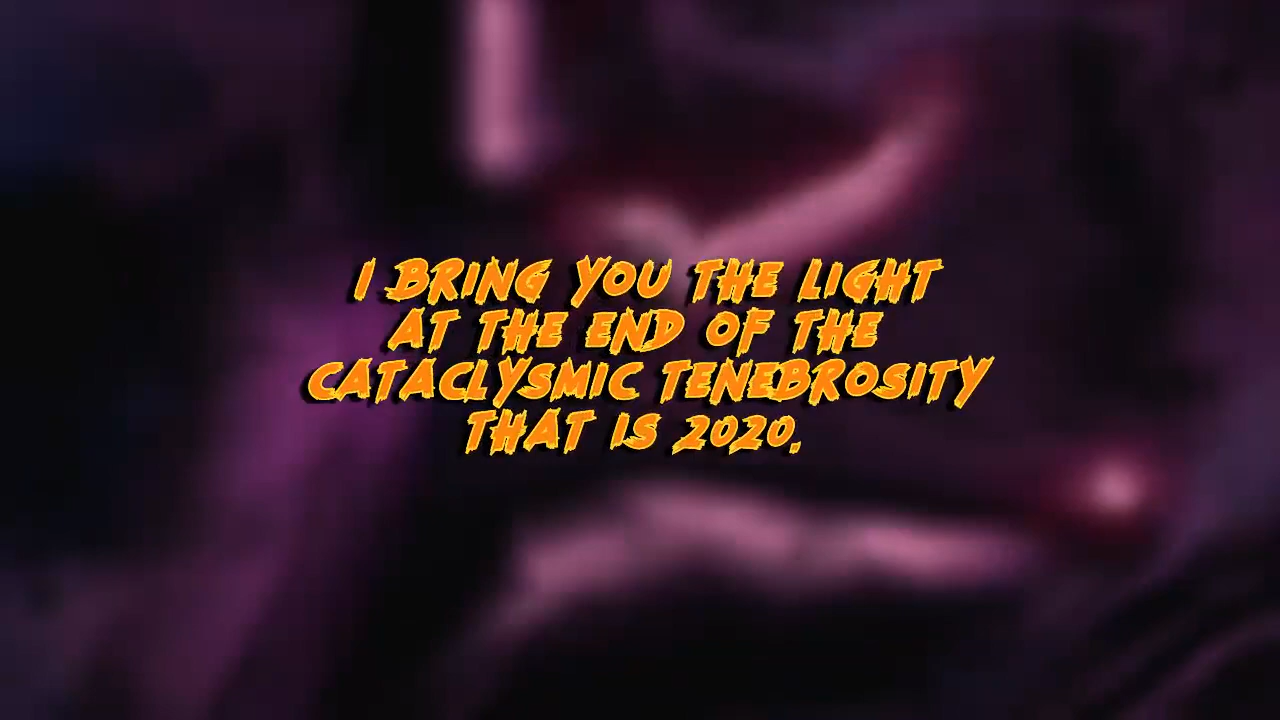 I BRING YOU THE LIGHT
AT THE END OF THE
CATACLYSMIC TENEBROSITY
THAT IS 2020.